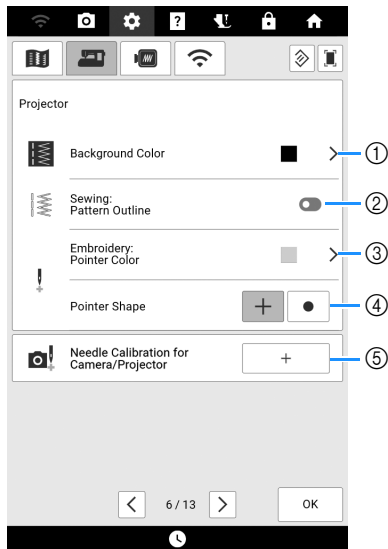 ?
Projector
Background Color
①
Sewing:
Pattern Outline
②
Embroidery:
Pointer Color
③
Pointer Shape
④
Needle Calibration for
Camera/Projector
⑤
6 / 13
OK